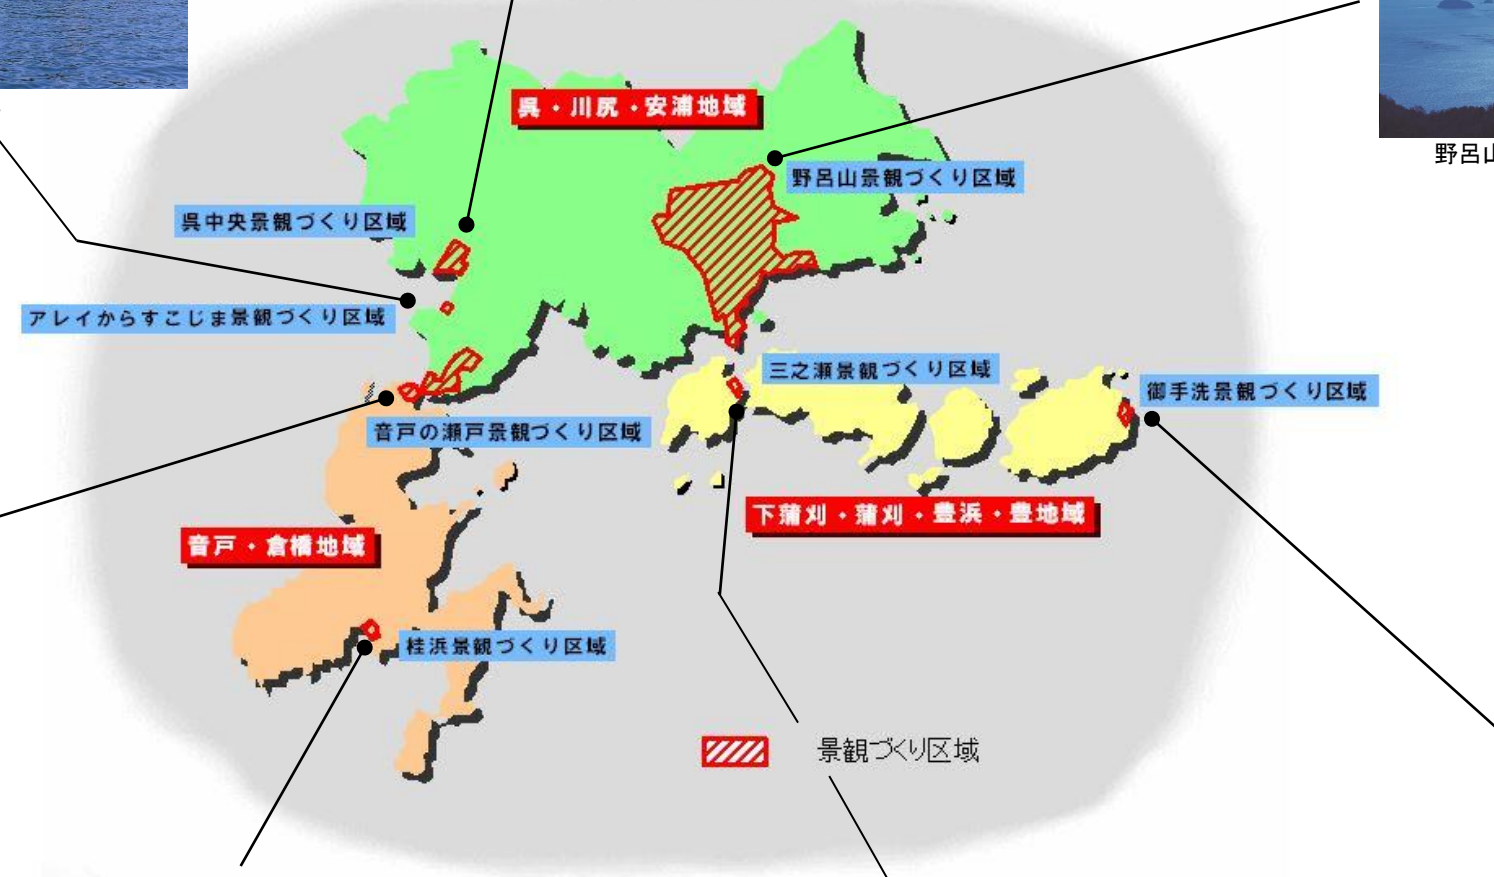 呉・川尻・安浦地域
野呂山
野呂山景観づくり区域
呉中央景観づくり区域
アレイからすこじま景観づくり区域
三之瀬景観づくり区域
御手洗景観づくり区域
音戸の瀬戸景観づくり区域
下蒲刈・蒲刈・豊浜・豊地域
音戸・倉橋地域
桂浜景観づくり区域
景観づくり区域